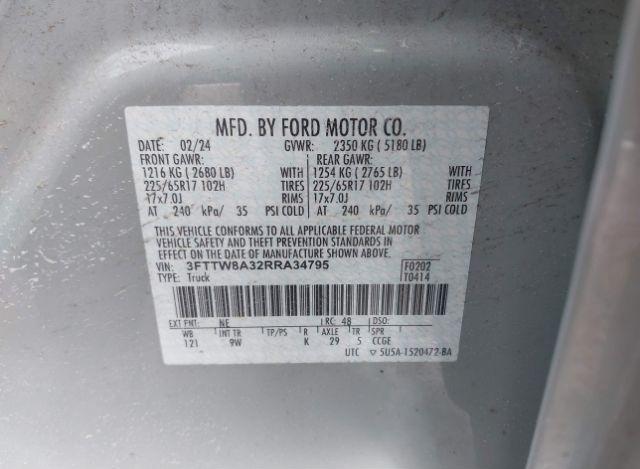 MFD. BY FORD MOTOR CO.
DATE: 02/24 GVWR: 2350 KG ( 5180 LB)
FRONT GAWR: REAR GAWR:
1216 KG ( 2680 LB) WITH 1254 KG ( 2765 LB) WITH
225/65R17 102H TIRES 225/65R17 102H TIRES
17x7.0J RIMS 17x7.0J RIMS
AT 240 kPa/ 35 PSI COLD AT 240 kPa/ 35 PSI COLD
THIS VEHICLE CONFORMS TO ALL APPLICABLE FEDERAL MOTOR
VEHICLE SAFETY AND THEFT PREVENTION STANDARDS IN
EFFECT ON THE DATE OF MANUFACTURE SHOWN ABOVE.
VIN: 3FTTW8A32RRA34795 F0202
TYPE: Truck T0414
EXT PNT: NE RC: 48 DSO:
WB INT TR TP/PS R AXLE TR SPR
121 9W K 29 5 CCGE
UTC ▽ 5U5A-1520472-BA